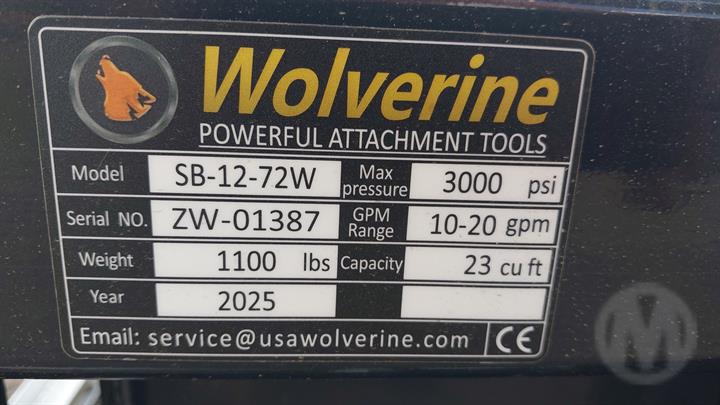 Wolverine
POWERFUL ATTACHMENT TOOLS
Model SB-12-72W Max pressure 3000 psi
Serial NO. ZW-01387 GPM Range 10-20 gpm
Weight 1100 lbs Capacity 23 cu ft
Year 2025
Email: service@usawolverine.com CE
M